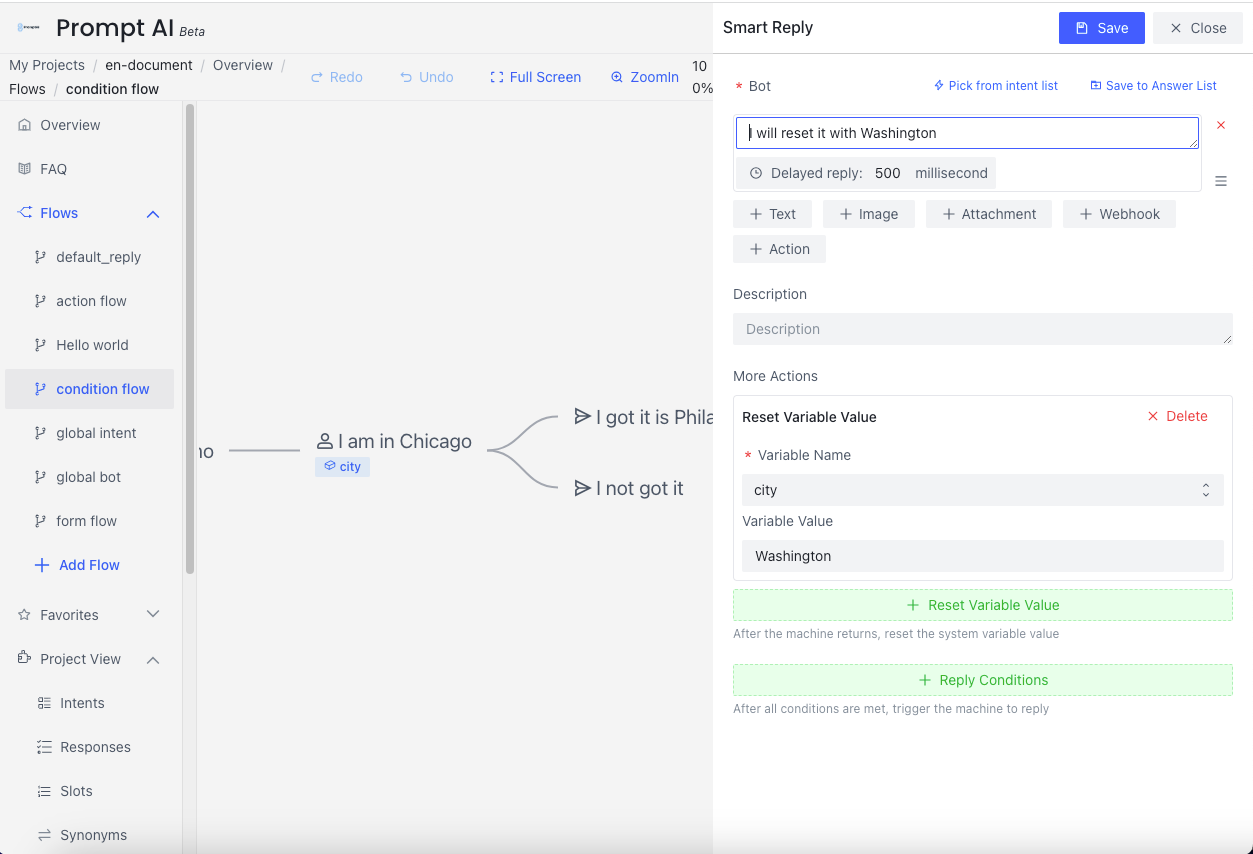 Prompt AI Beta
My Projects / en-document / Overview /
Flows / condition flow
Redo
Undo
Full Screen
ZoomIn
10
0%
Overview
FAQ
Flows
default_reply
action flow
Hello world
condition flow
global intent
global bot
form flow
+ Add Flow
Favorites
Project View
Intents
Responses
Slots
Synonyms
no
I am in Chicago
city
I got it is Phila
I not got it
Smart Reply
Save
× Close
* Bot
Pick from intent list
Save to Answer List
I will reset it with Washington
Delayed reply: 500 millisecond
+ Text
+ Image
+ Attachment
+ Webhook
+ Action
Description
Description
More Actions
Reset Variable Value
× Delete
* Variable Name
city
Variable Value
Washington
+ Reset Variable Value
After the machine returns, reset the system variable value
+ Reply Conditions
After all conditions are met, trigger the machine to reply